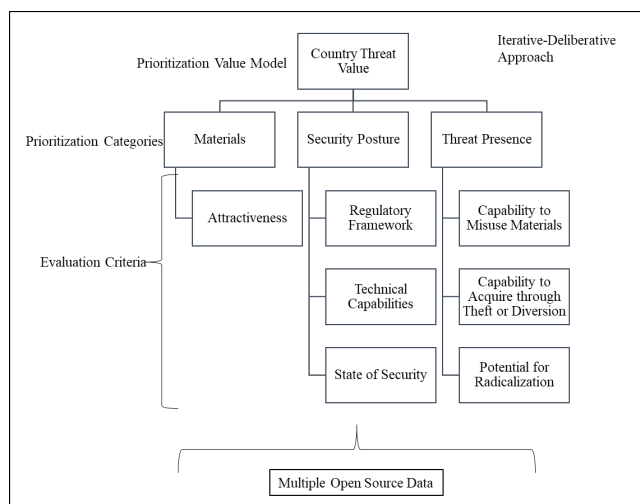 Iterative-Deliberative
Approach
Prioritization Value Model
Country Threat
Value
Prioritization Categories
Materials
Security Posture
Threat Presence
Evaluation Criteria
Attractiveness
Regulatory
Framework
Capability to
Misuse Materials
Technical
Capabilities
Capability to
Acquire through
Theft or Diversion
State of Security
Potential for
Radicalization
Multiple Open Source Data